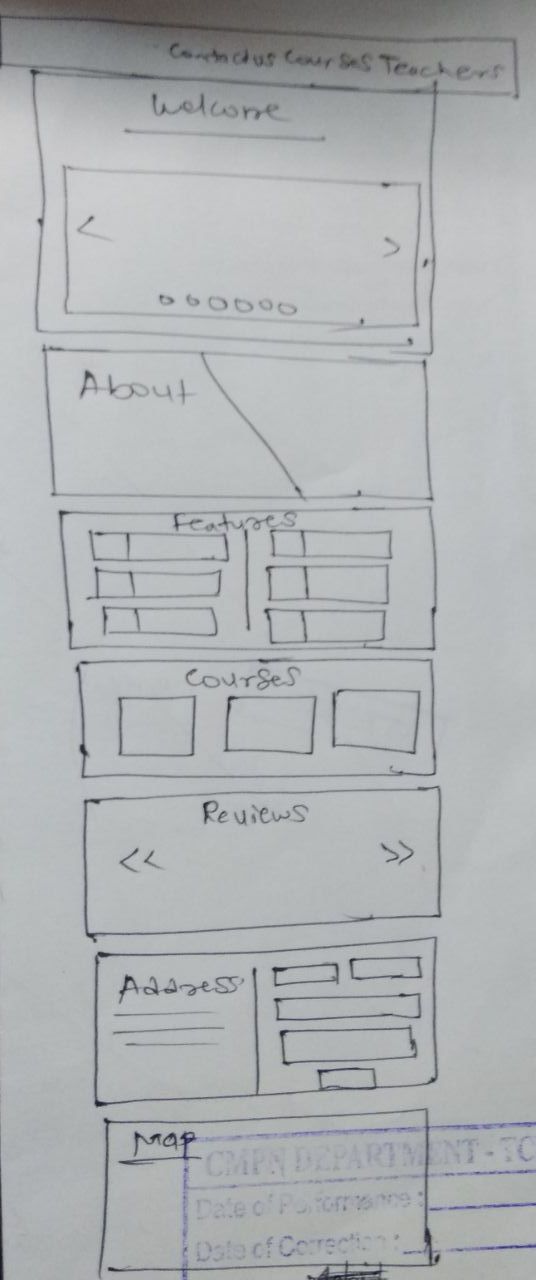 Contactus Courses Teachers
Welcome
<
>
oooooo
About
Features
Courses
Reviews
<<
>>
Address
Map
CMPN DEPARTMENT - TC
Date of Performance :
Date of Correction :